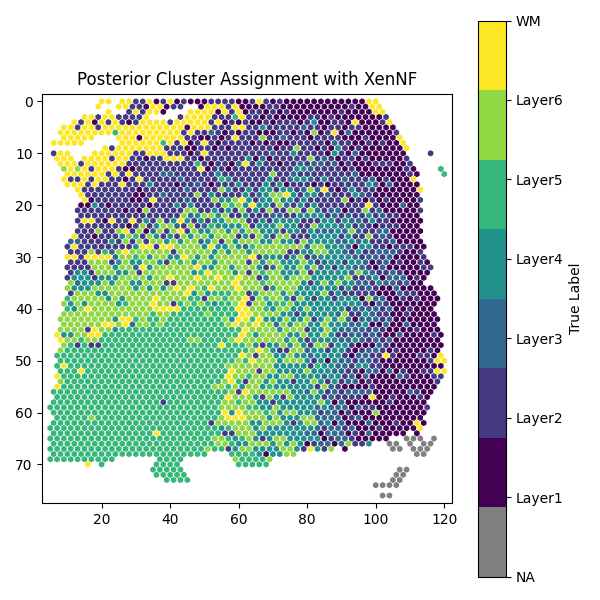 Posterior Cluster Assignment with XenNF
0
10
20
30
40
50
60
70
20
40
60
80
100
120
WM
Layer6
Layer5
Layer4
Layer3
Layer2
Layer1
NA
True Label